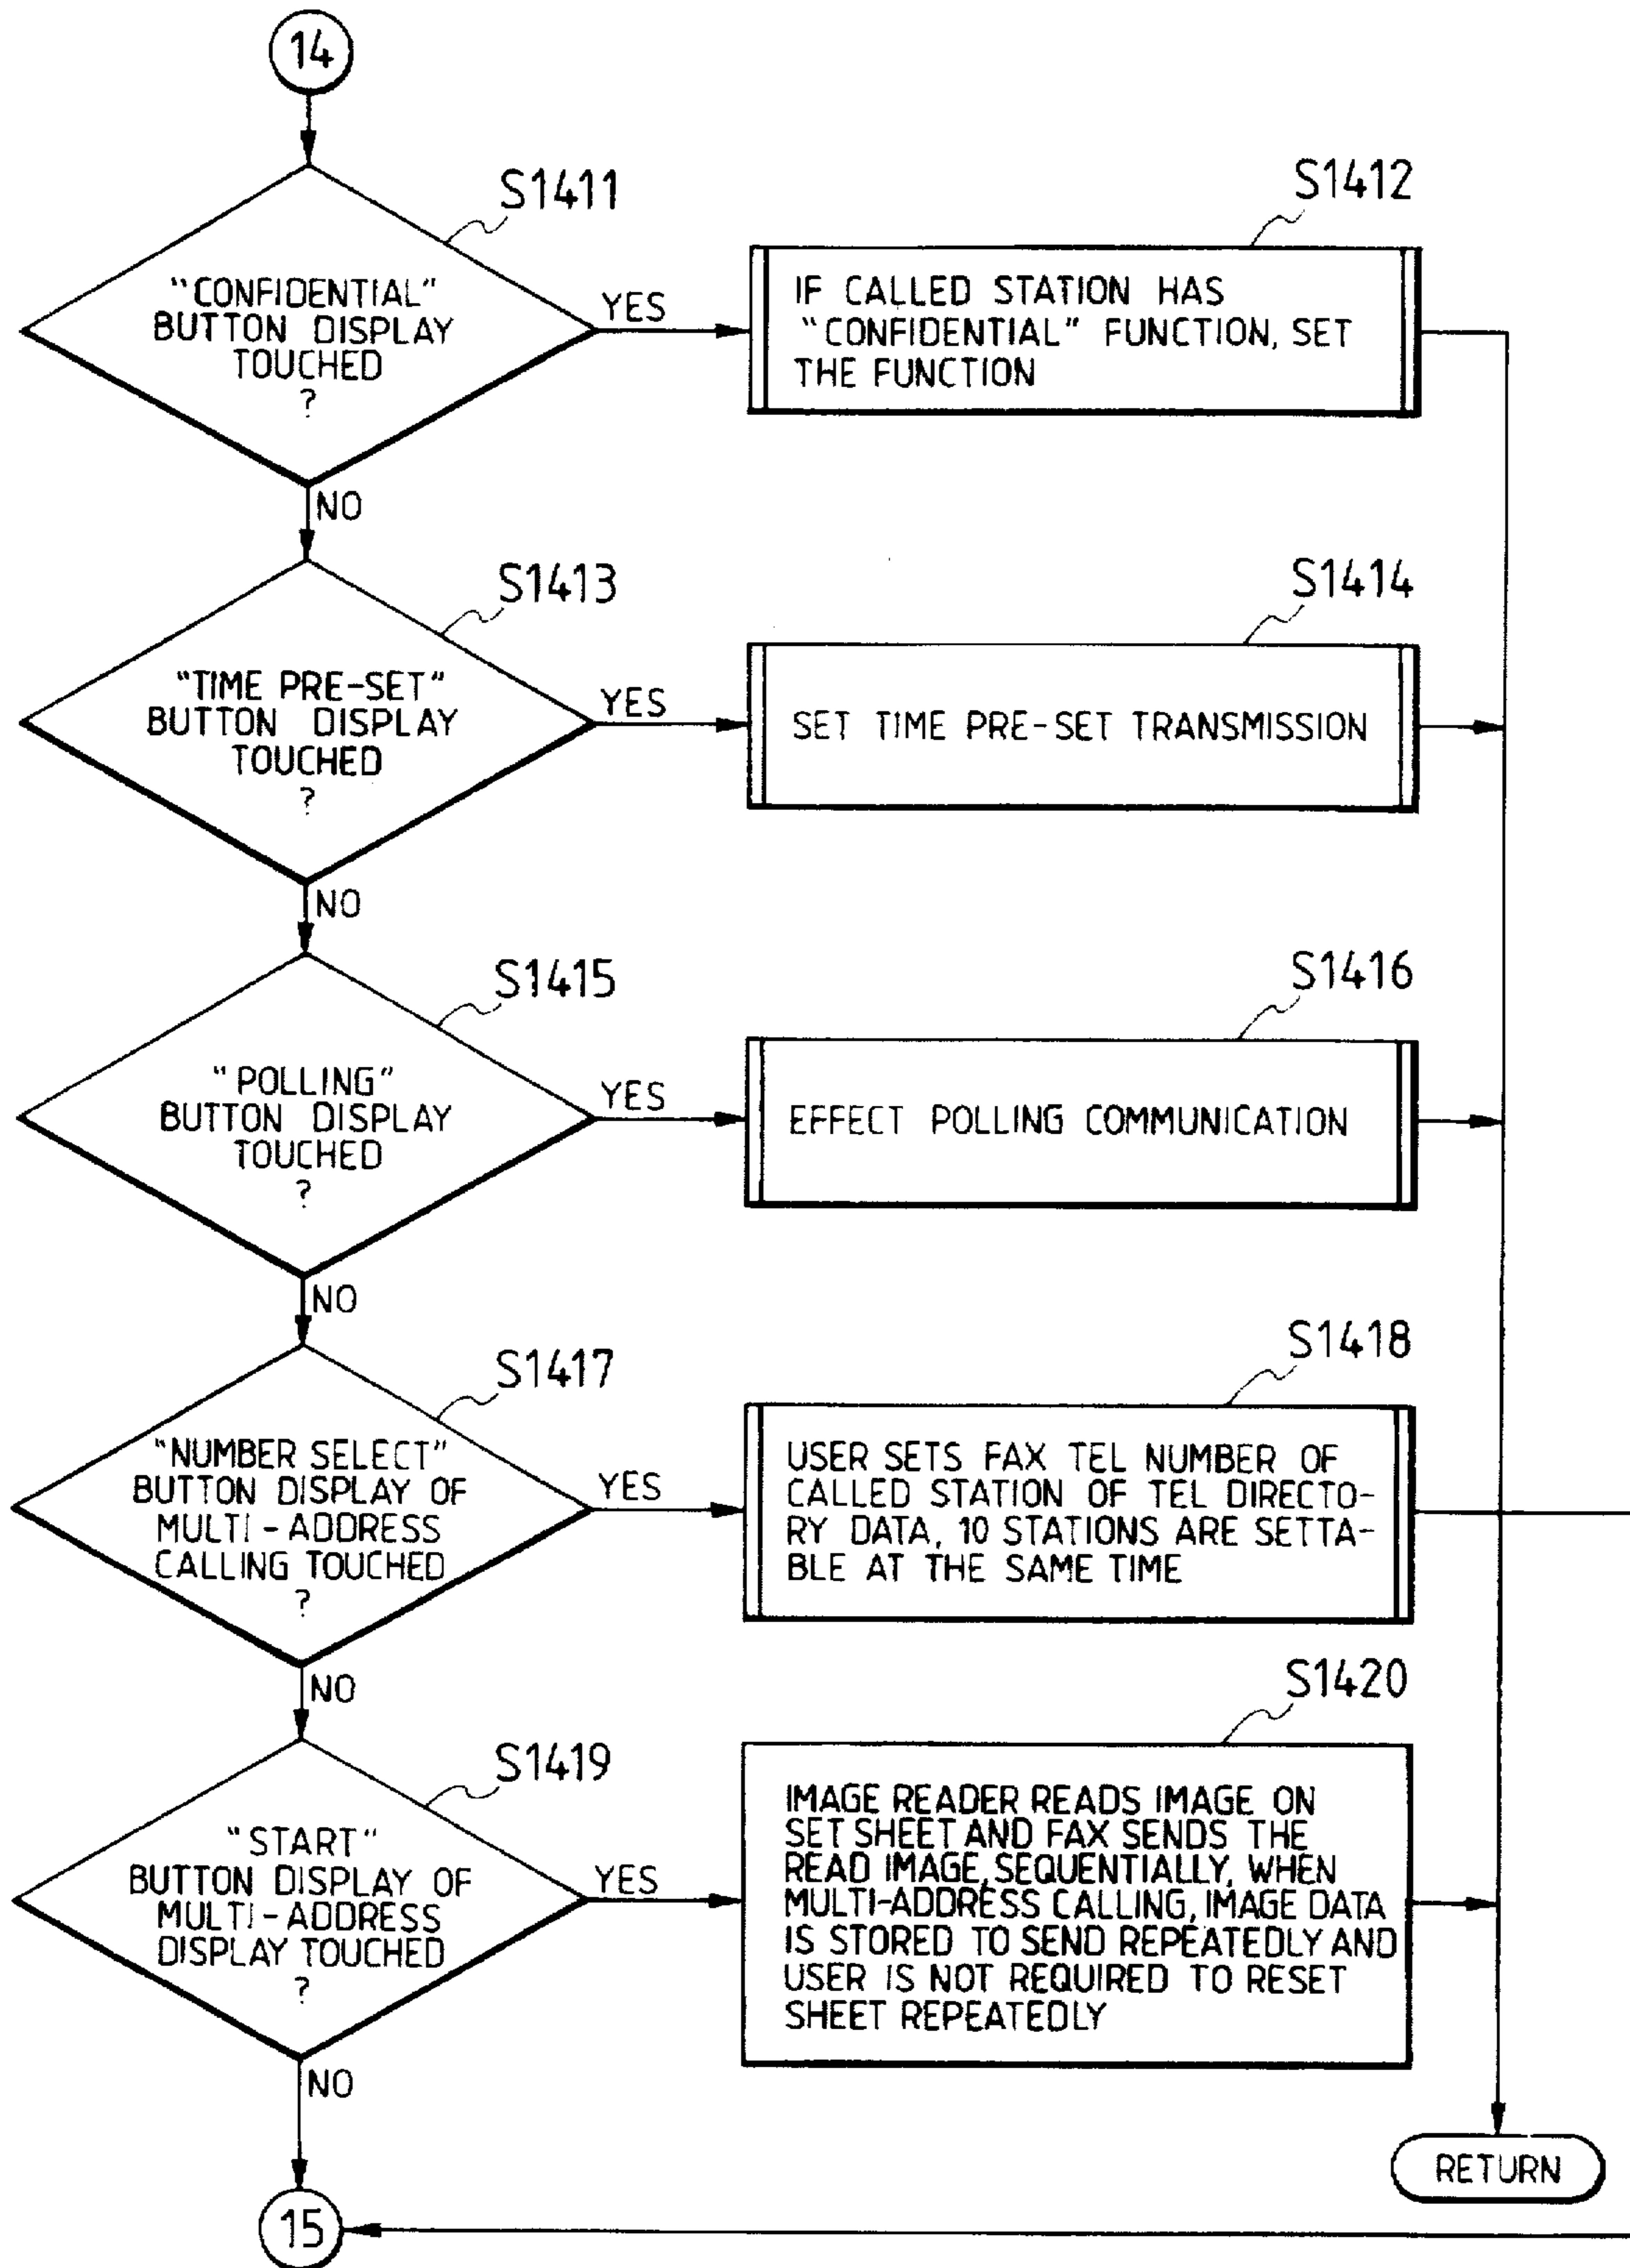 14
S1411
"CONFIDENTIAL"
BUTTON DISPLAY
TOUCHED
?
YES
NO
S1412
IF CALLED STATION HAS
"CONFIDENTIAL" FUNCTION, SET
THE FUNCTION
S1413
"TIME PRE-SET"
BUTTON DISPLAY
TOUCHED
?
YES
NO
S1414
SET TIME PRE-SET TRANSMISSION
S1415
"POLLING"
BUTTON DISPLAY
TOUCHED
?
YES
NO
S1416
EFFECT POLLING COMMUNICATION
S1417
"NUMBER SELECT"
BUTTON DISPLAY OF
MULTI-ADDRESS
CALLING TOUCHED
?
YES
NO
S1418
USER SETS FAX TEL NUMBER OF
CALLED STATION OF TEL DIRECTO-
RY DATA, 10 STATIONS ARE SETTA-
BLE AT THE SAME TIME
S1419
"START"
BUTTON DISPLAY OF
MULTI-ADDRESS
DISPLAY TOUCHED
?
YES
NO
S1420
IMAGE READER READS IMAGE ON
SET SHEET AND FAX SENDS THE
READ IMAGE, SEQUENTIALLY, WHEN
MULTI-ADDRESS CALLING, IMAGE DATA
IS STORED TO SEND REPEATEDLY AND
USER IS NOT REQUIRED TO RESET
SHEET REPEATEDLY
RETURN
15